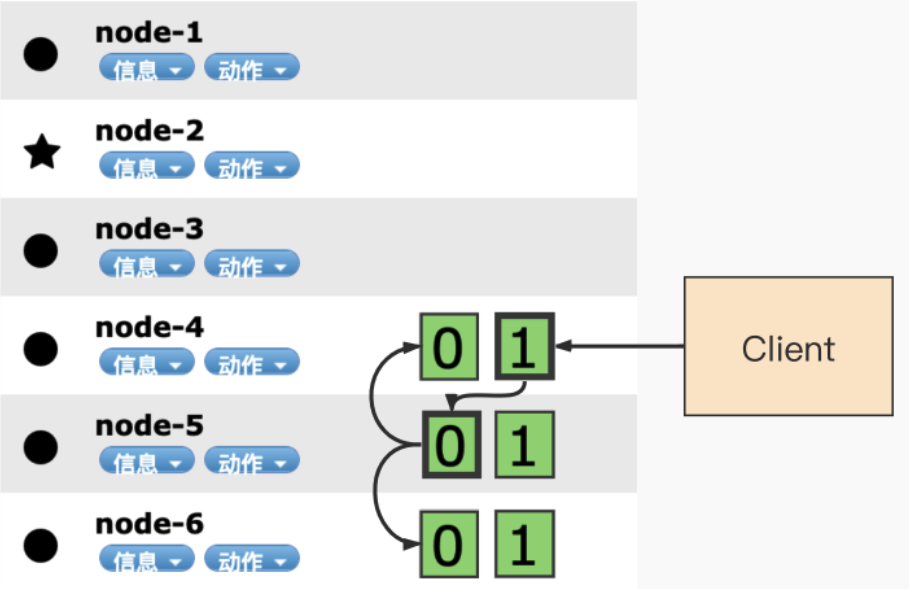 node-1
信息 动作
node-2
信息 动作
node-3
信息 动作
node-4
信息 动作
0 1
Client
node-5
信息 动作
0 1
node-6
信息 动作
0 1